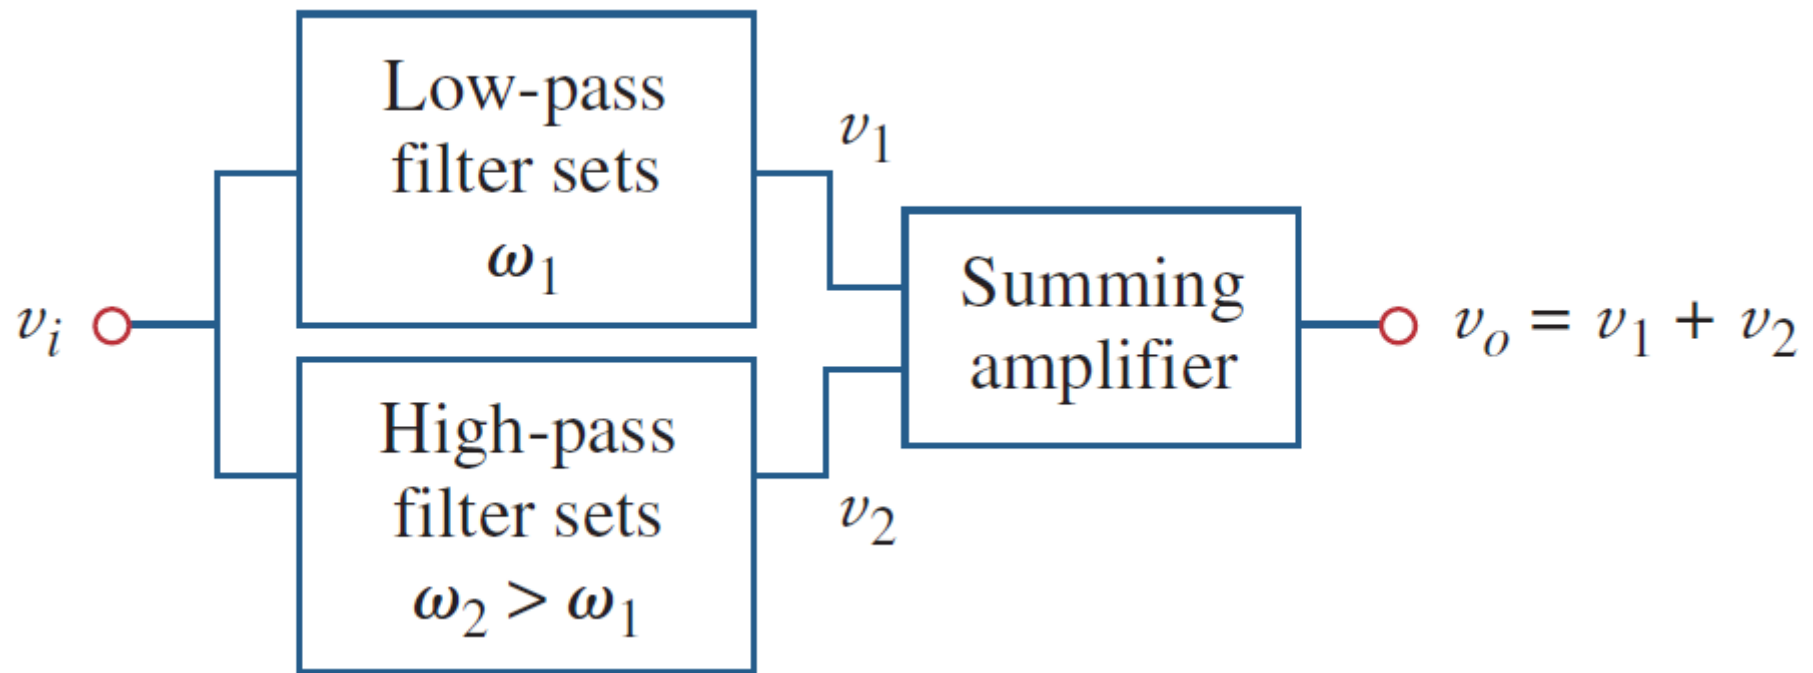 Low-pass
filter sets
ω₁
v₁
vᵢ
High-pass
filter sets
ω₂ > ω₁
v₂
Summing
amplifier
vₒ = v₁ + v₂